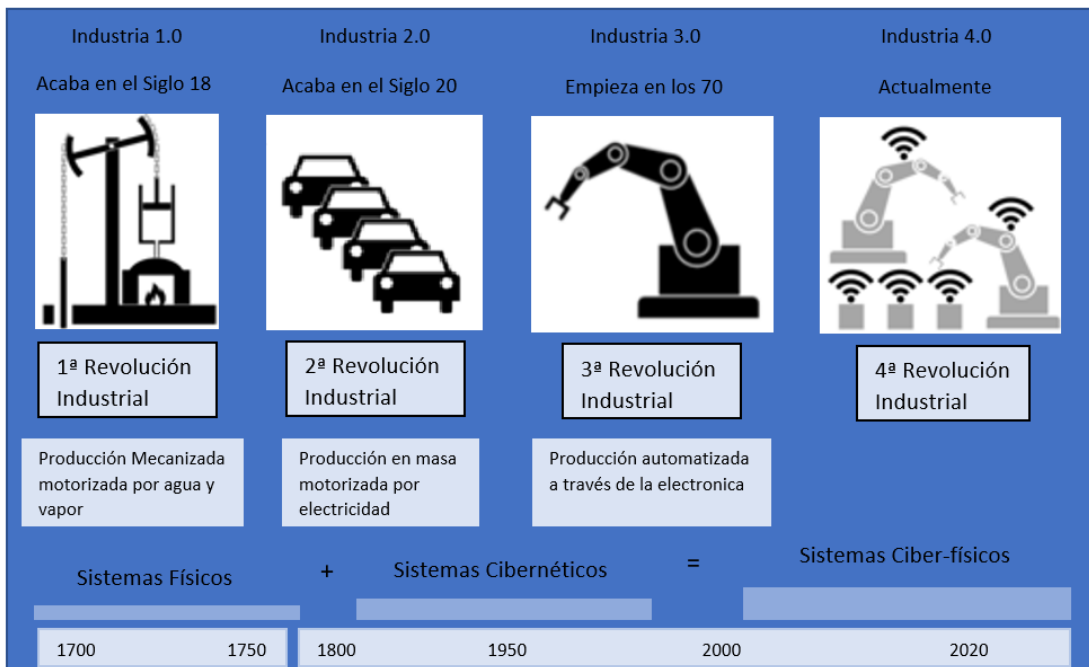 Industria 1.0
Industria 2.0
Industria 3.0
Industria 4.0
Acaba en el Siglo 18
Acaba en el Siglo 20
Empieza en los 70
Actualmente
1ª Revolución
Industrial
2ª Revolución
Industrial
3ª Revolución
Industrial
4ª Revolución
Industrial
Producción Mecanizada
motorizada por agua y
vapor
Producción en masa
motorizado por
electricidad
Producción automatizada
a través de la electronica
Sistemas Físicos
+
Sistemas Cibernéticos
=
Sistemas Ciber-físicos
1700
1750
1800
1950
2000
2020